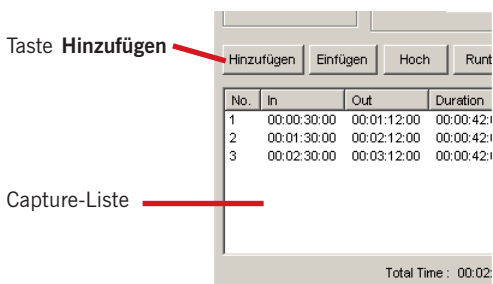 Taste Hinzufügen
Hinzufügen Einfügen Hoch
No. In Out Duration
1 00:00:30:00 00:01:12:00
2 00:01:30:00 00:02:12:00
3 00:02:30:00 00:03:12:00
Capture-Liste
Total Time :